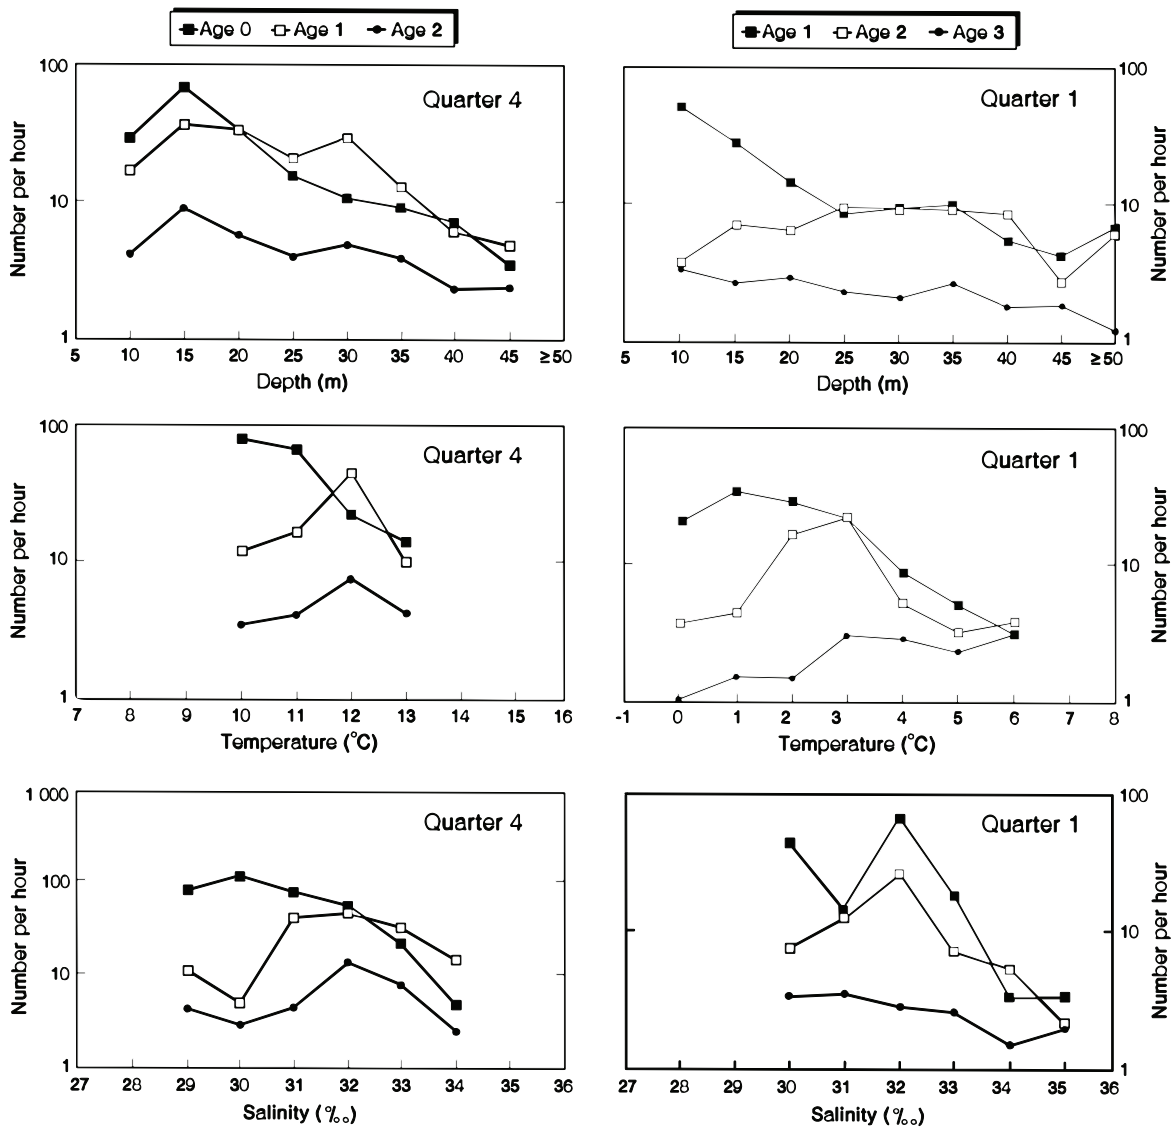 Age 0 Age 1 Age 2
100
10
1
Number per hour
Quarter 4
5 10 15 20 25 30 35 40 45 ≥50
Depth (m)
Age 1 Age 2 Age 3
Quarter 1
100
10
1
Number per hour
5 10 15 20 25 30 35 40 45 ≥50
Depth (m)
100
10
1
Number per hour
Quarter 4
7 8 9 10 11 12 13 14 15 16
Temperature (°C)
Quarter 1
100
10
1
Number per hour
-1 0 1 2 3 4 5 6 7 8
Temperature (°C)
1 000
100
10
1
Number per hour
Quarter 4
27 28 29 30 31 32 33 34 35 36
Salinity (‰)
Quarter 1
100
10
1
Number per hour
27 28 29 30 31 32 33 34 35 36
Salinity (‰)